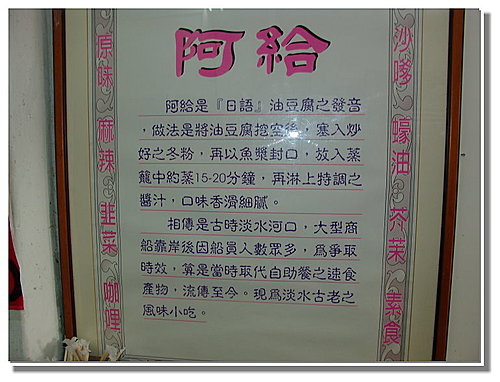 阿給
阿給是『日語』油豆腐之發音
，做法是將油豆腐挖空後，塞入炒
好之冬粉，再以魚漿封口，放入蒸
籠中約蒸15-20分鐘，再淋上特調之
醬汁，口味香滑細膩。
相傳是古時淡水河口，大型商
船靠岸後因船員人數眾多，為爭取
時效，算是當時取代自助餐之速食
產物，流傳至今。現為淡水古老之
風味小吃。
原味
麻辣
韭菜
咖哩
沙嗲
蠔油
芥茉
素食